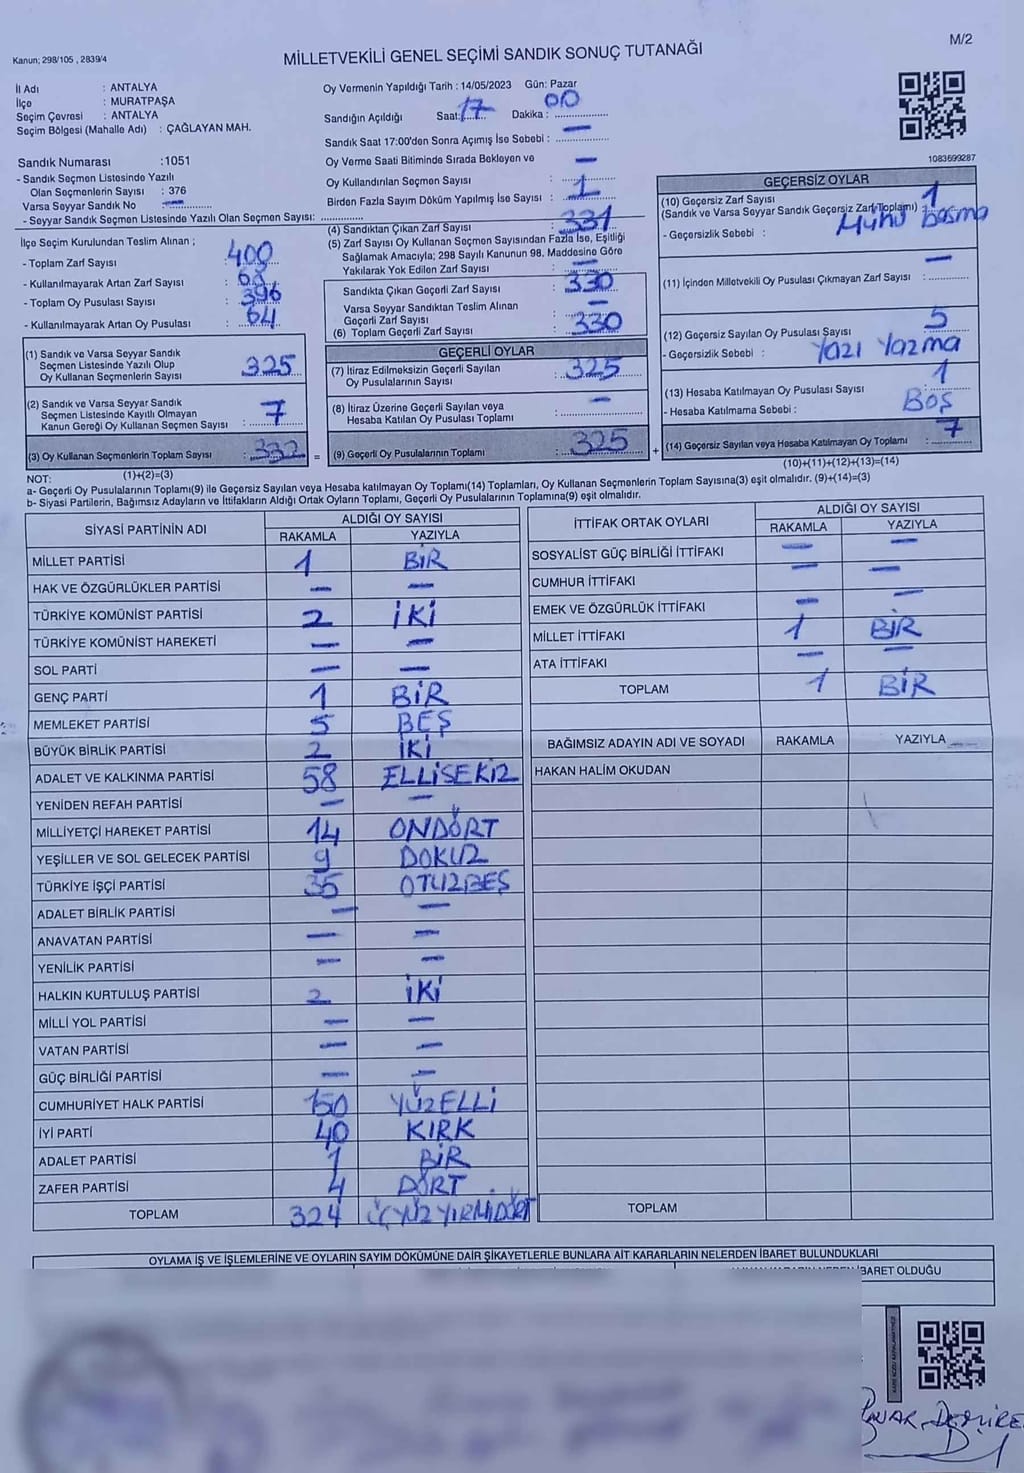 M/2
Kanun; 298/105 , 2839/4
MİLLETVEKİLİ GENEL SEÇİMİ SANDIK SONUÇ TUTANAĞI
İl Adı : ANTALYA
İlçe : MURATPAŞA
Seçim Çevresi : ANTALYA
Seçim Bölgesi (Mahalle Adı) : ÇAĞLAYAN MAH.
Oy Vermenin Yapıldığı Tarih : 14/05/2023 Gün: Pazar
Sandığın Açıldığı Saat: 17 Dakika : 00
Sandık Saat 17:00'den Sonra Açımış İse Sebebi : —
Oy Verme Saati Bitiminde Sırada Bekleyen ve
Oy Kullandırılan Seçmen Sayısı : —
Birden Fazla Sayım Döküm Yapılmış İse Sayısı : 1
1083699287
Sandık Numarası :1051
- Sandık Seçmen Listesinde Yazılı
Olan Seçmenlerin Sayısı : 376
Varsa Seyyar Sandık No : —
- Seyyar Sandık Seçmen Listesinde Yazılı Olan Seçmen Sayısı:
İlçe Seçim Kurulundan Teslim Alınan ;
- Toplam Zarf Sayısı : 400
- Kullanılmayarak Artan Zarf Sayısı : 68
- Toplam Oy Pusulası Sayısı : 396
- Kullanılmayarak Artan Oy Pusulası : 64
(4) Sandıktan Çıkan Zarf Sayısı : 331
(5) Zarf Sayısı Oy Kullanan Seçmen Sayısından Fazla İse, Eşitliği
Sağlamak Amacıyla; 298 Sayılı Kanunun 98. Maddesine Göre
Yakılarak Yok Edilen Zarf Sayısı : —
Sandıkta Çıkan Geçerli Zarf Sayısı : 330
Varsa Seyyar Sandıktan Teslim Alınan
Geçerli Zarf Sayısı : —
(6) Toplam Geçerli Zarf Sayısı : 330
GEÇERSİZ OYLAR
(10) Geçersiz Zarf Sayısı 1
(Sandık ve Varsa Seyyar Sandık Geçersiz Zarf Toplamı)
- Geçersizlik Sebebi : Mühü basma
(11) İçinden Milletvekili Oy Pusulası Çıkmayan Zarf Sayısı : —
(12) Geçersiz Sayılan Oy Pusulası Sayısı : 5
- Geçersizlik Sebebi : Yazı Yazma
(13) Hesaba Katılmayan Oy Pusulası Sayısı : 1
- Hesaba Katılmama Sebebi : Boş
(14) Geçersiz Sayılan veya Hesaba Katılmayan Oy Toplamı : 7
(10)+(11)+(12)+(13)=(14)
(1) Sandık ve Varsa Seyyar Sandık
Seçmen Listesinde Yazılı Olup
Oy Kullanan Seçmenlerin Sayısı : 325
(2) Sandık ve Varsa Seyyar Sandık
Seçmen Listesinde Kayıtlı Olmayan
Kanun Gereği Oy Kullanan Seçmen Sayısı : 7
(3) Oy Kullanan Seçmenlerin Toplam Sayısı : 332 =
(1)+(2)=(3)
GEÇERLİ OYLAR
(7) İtiraz Edilmeksizin Geçerli Sayılan
Oy Pusulalarının Sayısı : 325
(8) İtiraz Üzerine Geçerli Sayılan veya
Hesaba Katılan Oy Pusulası Toplamı : —
(9) Geçerli Oy Pusulalarının Toplamı : 325 +
NOT:
a- Geçerli Oy Pusulalarının Toplamı(9) ile Geçersiz Sayılan veya Hesaba katılmayan Oy Toplamı(14) Toplamları, Oy Kullanan Seçmenlerin Toplam Sayısına(3) eşit olmalıdır. (9)+(14)=(3)
b- Siyasi Partilerin, Bağımsız Adayların ve İttifakların Aldığı Ortak Oyların Toplamı, Geçerli Oy Pusulalarının Toplamına(9) eşit olmalıdır.
SİYASİ PARTİNİN ADI ALDIĞI OY SAYISI
RAKAMLA YAZIYLA
MİLLET PARTİSİ 1 BİR
HAK VE ÖZGÜRLÜKLER PARTİSİ — —
TÜRKİYE KOMÜNİST PARTİSİ 2 İKİ
TÜRKİYE KOMÜNİST HAREKETİ — —
SOL PARTİ — —
GENÇ PARTİ 1 BİR
MEMLEKET PARTİSİ 5 BEŞ
BÜYÜK BİRLİK PARTİSİ 2 İKİ
ADALET VE KALKINMA PARTİSİ 58 ELLİSEKİZ
YENİDEN REFAH PARTİSİ — —
MİLLİYETÇİ HAREKET PARTİSİ 14 ONDÖRT
YEŞİLLER VE SOL GELECEK PARTİSİ 9 DOKUZ
TÜRKİYE İŞÇİ PARTİSİ 35 OTUZBEŞ
ADALET BİRLİK PARTİSİ — —
ANAVATAN PARTİSİ — —
YENİLİK PARTİSİ — —
HALKIN KURTULUŞ PARTİSİ 2 İKİ
MİLLİ YOL PARTİSİ — —
VATAN PARTİSİ — —
GÜÇ BİRLİĞİ PARTİSİ — —
CUMHURİYET HALK PARTİSİ 150 YÜZELLİ
İYİ PARTİ 40 KIRK
ADALET PARTİSİ 1 BİR
ZAFER PARTİSİ 4 DÖRT
TOPLAM 324 ÜÇYÜZYİRMİDÖRT
İTTİFAK ORTAK OYLARI ALDIĞI OY SAYISI
RAKAMLA YAZIYLA
SOSYALİST GÜÇ BİRLİĞİ İTTİFAKI — —
CUMHUR İTTİFAKI — —
EMEK VE ÖZGÜRLÜK İTTİFAKI — —
MİLLET İTTİFAKI 1 BİR
ATA İTTİFAKI — —
TOPLAM 1 BİR
BAĞIMSIZ ADAYIN ADI VE SOYADI RAKAMLA YAZIYLA
HAKAN HALİM OKUDAN
TOPLAM
OYLAMA İŞ VE İŞLEMLERİNE VE OYLARIN SAYIM DÖKÜMÜNE DAİR ŞİKAYETLERLE BUNLARA AİT KARARLARIN NELERDEN İBARET BULUNDUKLARI
İBARET OLDUĞU